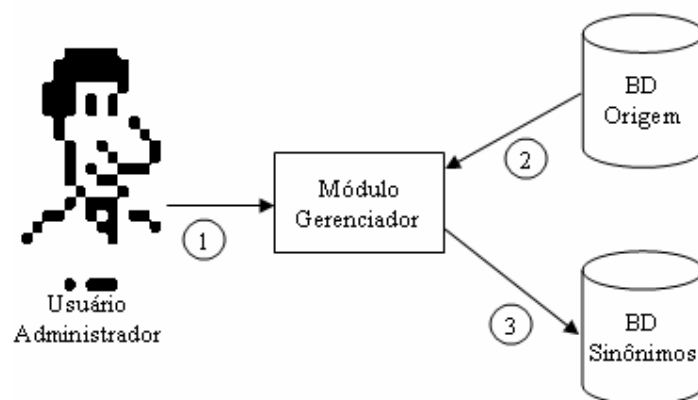 BD
Origem
2
Módulo
Gerenciador
1
Usuário
Administrador
3
BD
Sinônimos